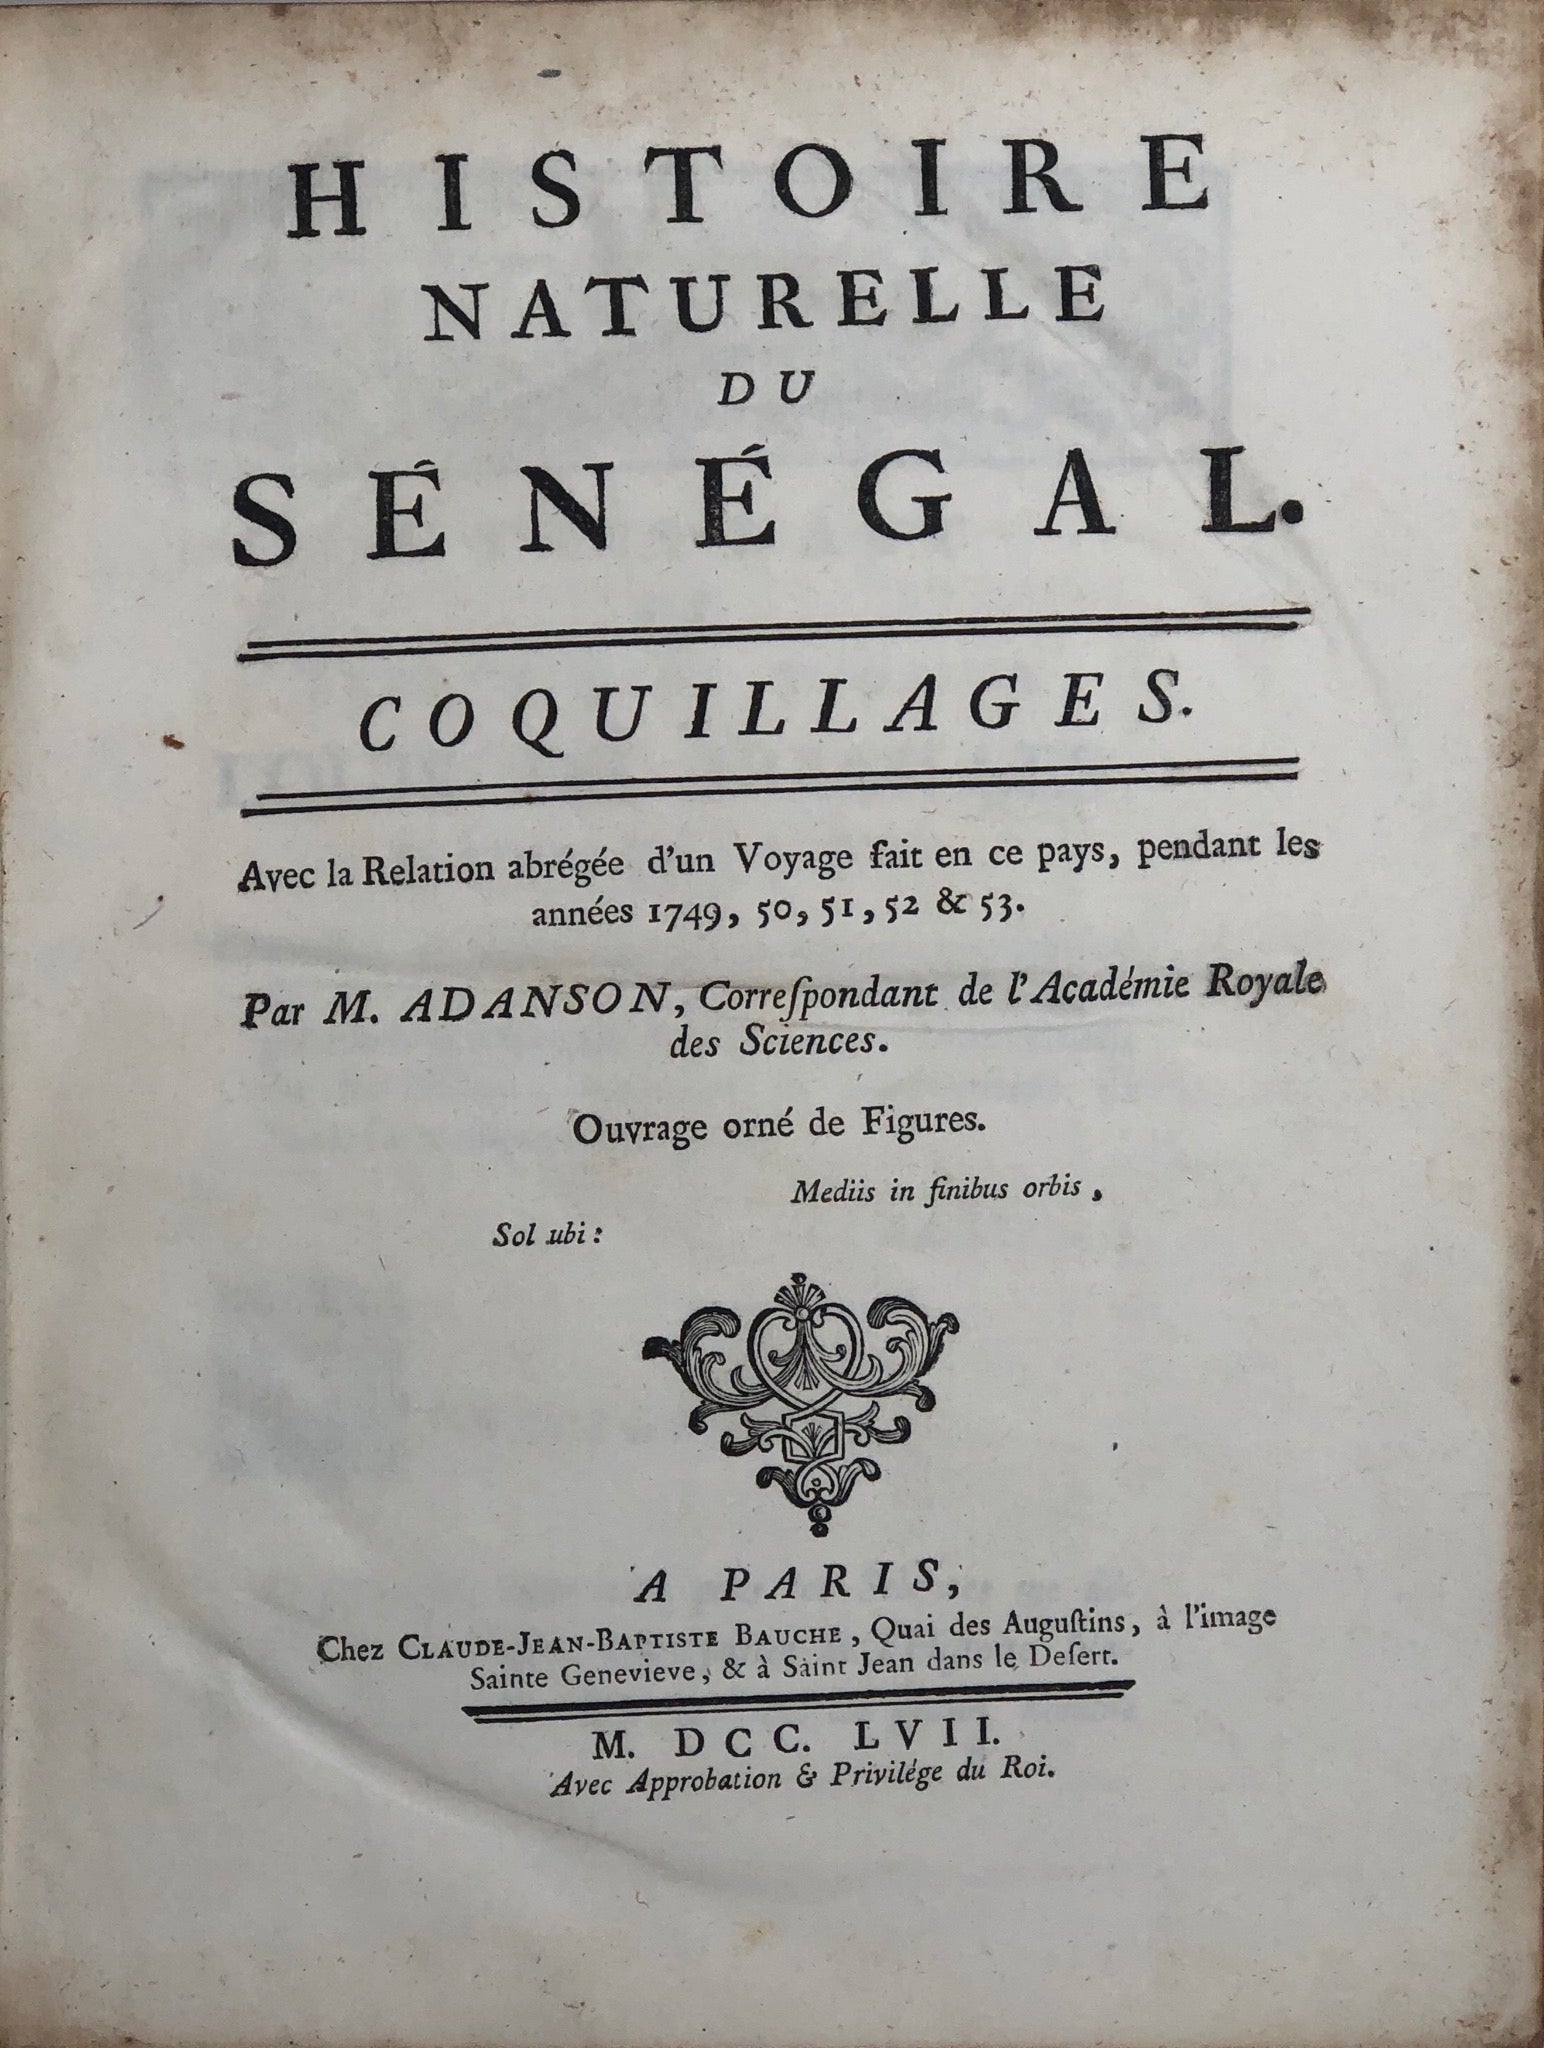 HISTOIRE
NATURELLE
DU
SÉNÉGAL.
COQUILLAGES.
Avec la Relation abrégée d'un Voyage fait en ce pays, pendant les
années 1749, 50, 51, 52 & 53.
Par M. ADANSON, Correſpondant de l'Académie Royale
des Sciences.
Ouvrage orné de Figures.
Mediis in finibus orbis,
Sol ubi:
A PARIS,
Chez CLAUDE-JEAN-BAPTISTE BAUCHE, Quai des Auguſtins, à l'image
Sainte Genevieve, & à Saint Jean dans le Deſert.
M. DCC. LVII.
Avec Approbation & Privilége du Roi.